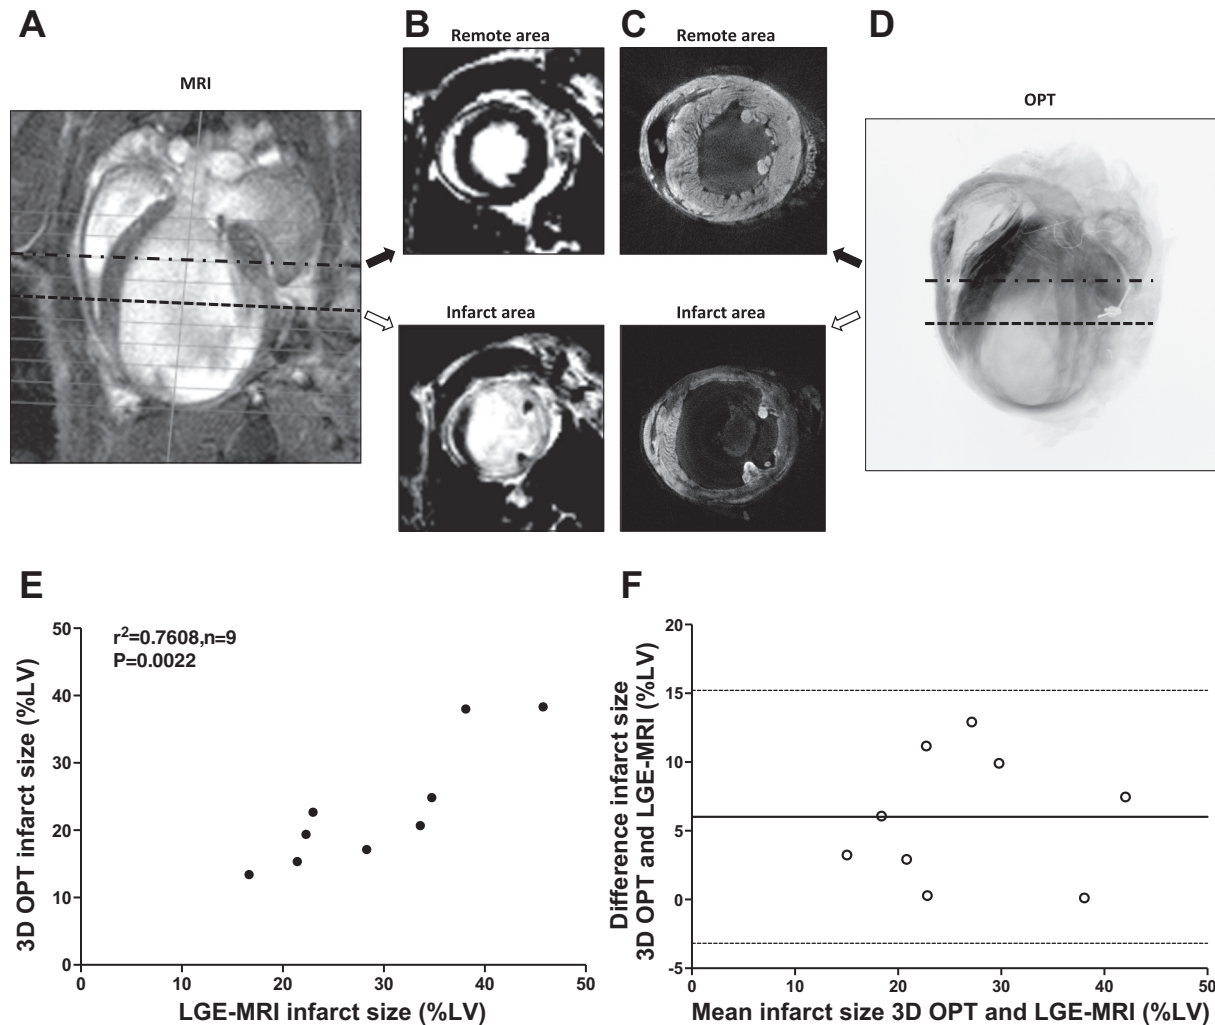 A
B
C
D
MRI
Remote area
Remote area
OPT
Infarct area
Infarct area
E
r²=0.7608,n=9
P=0.0022
3D OPT infarct size (%LV)
50
40
30
20
10
0
0 10 20 30 40 50
LGE-MRI infarct size (%LV)
F
Difference infarct size
3D OPT and LGE-MRI (%LV)
20
15
10
5
0
-5
0 10 20 30 40 50
Mean infarct size 3D OPT and LGE-MRI (%LV)